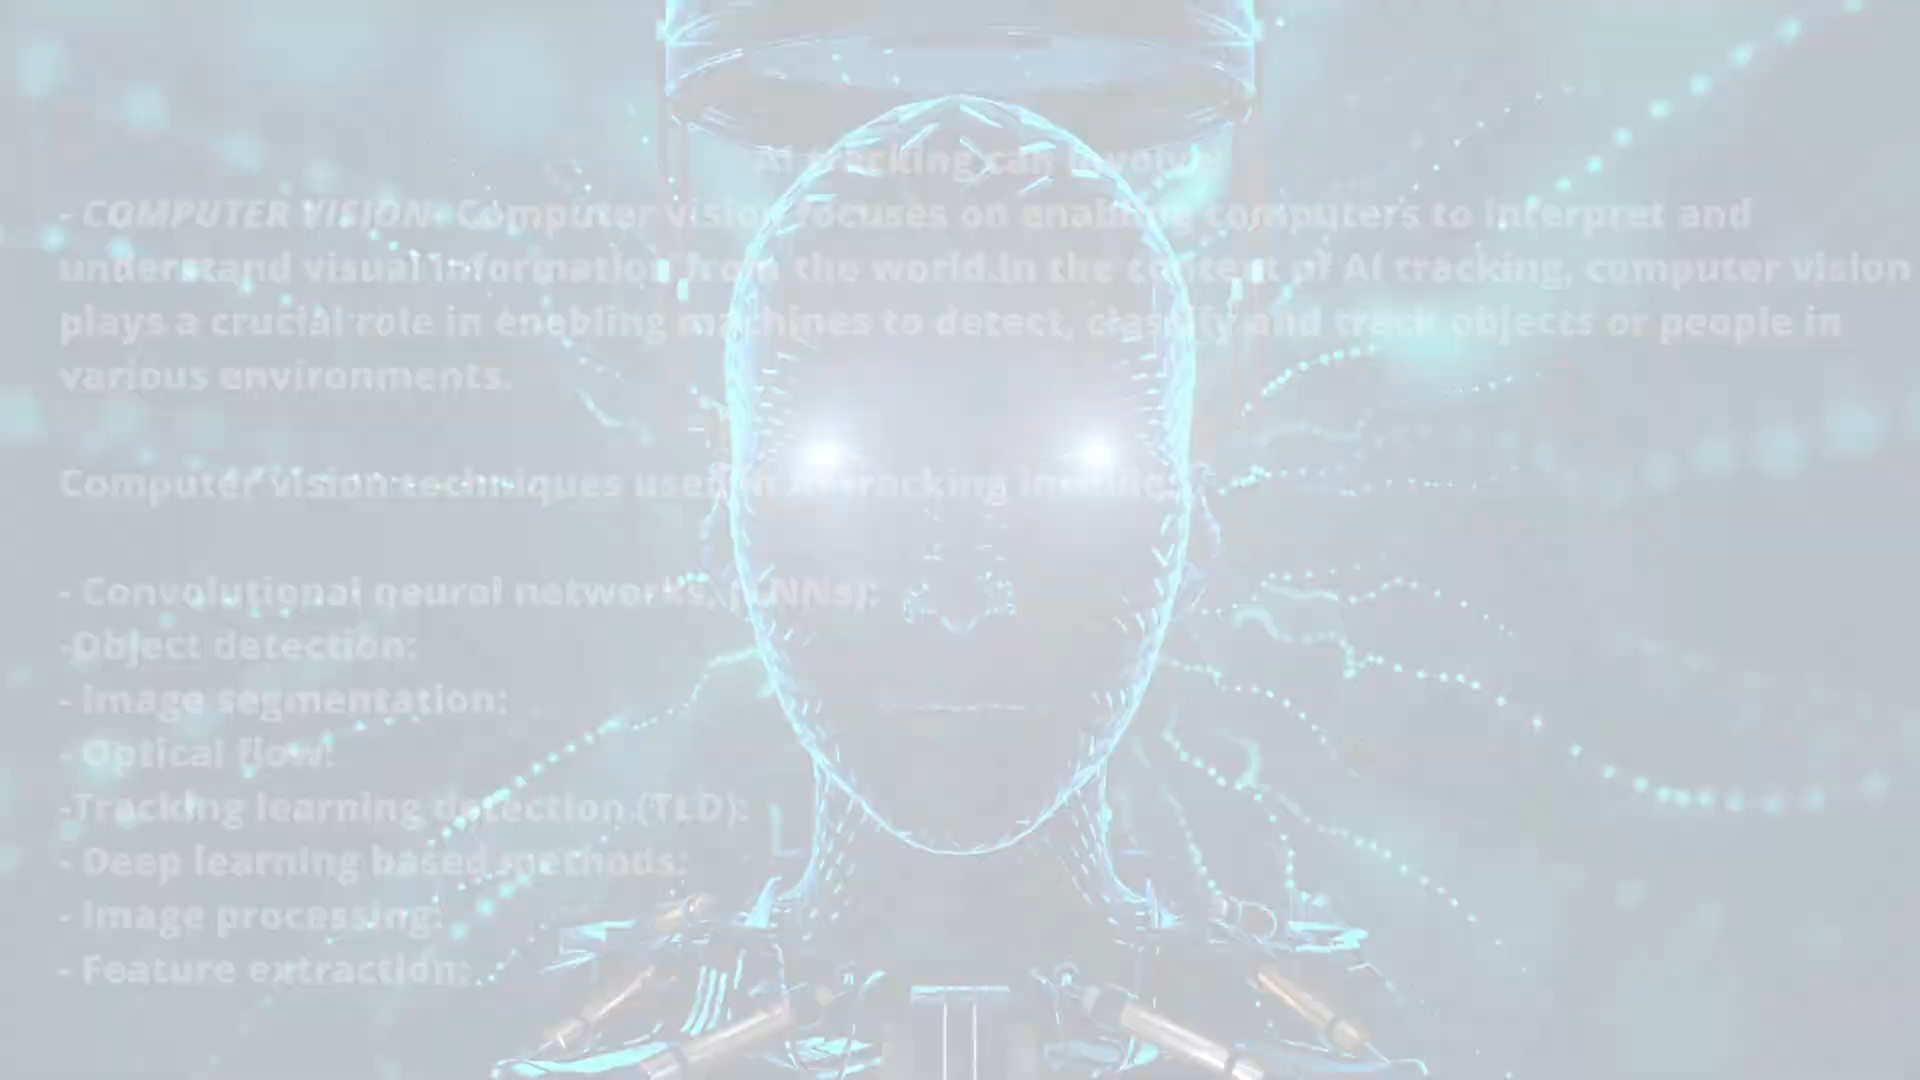 AI tracking can involve:
- COMPUTER VISION- Computer vision focuses on enabling computers to interpret and
understand visual information from the world.In the context of AI tracking, computer vision
plays a crucial role in enabling machines to detect, classify and track objects or people in
various environments.
Computer vision techniques used in AI tracking include:
- Convolutional neural networks, (CNNs):
-Object detection:
- Image segmentation:
- Optical flow:
-Tracking learning detection (TLD):
- Deep learning based methods:
- Image processing:
- Feature extraction: